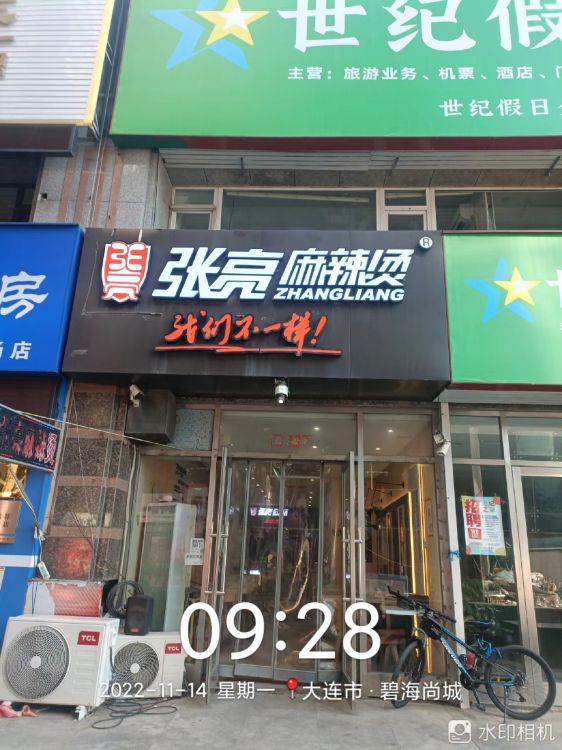 世纪假
主营：旅游业务、机票、酒店、
世纪假日
张亮麻辣烫®
ZHANGLIANG
我们不一样！
房
店
招聘
TCL
TCL
09:28
2022-11-14 星期一 大连市·碧海尚城
水印相机